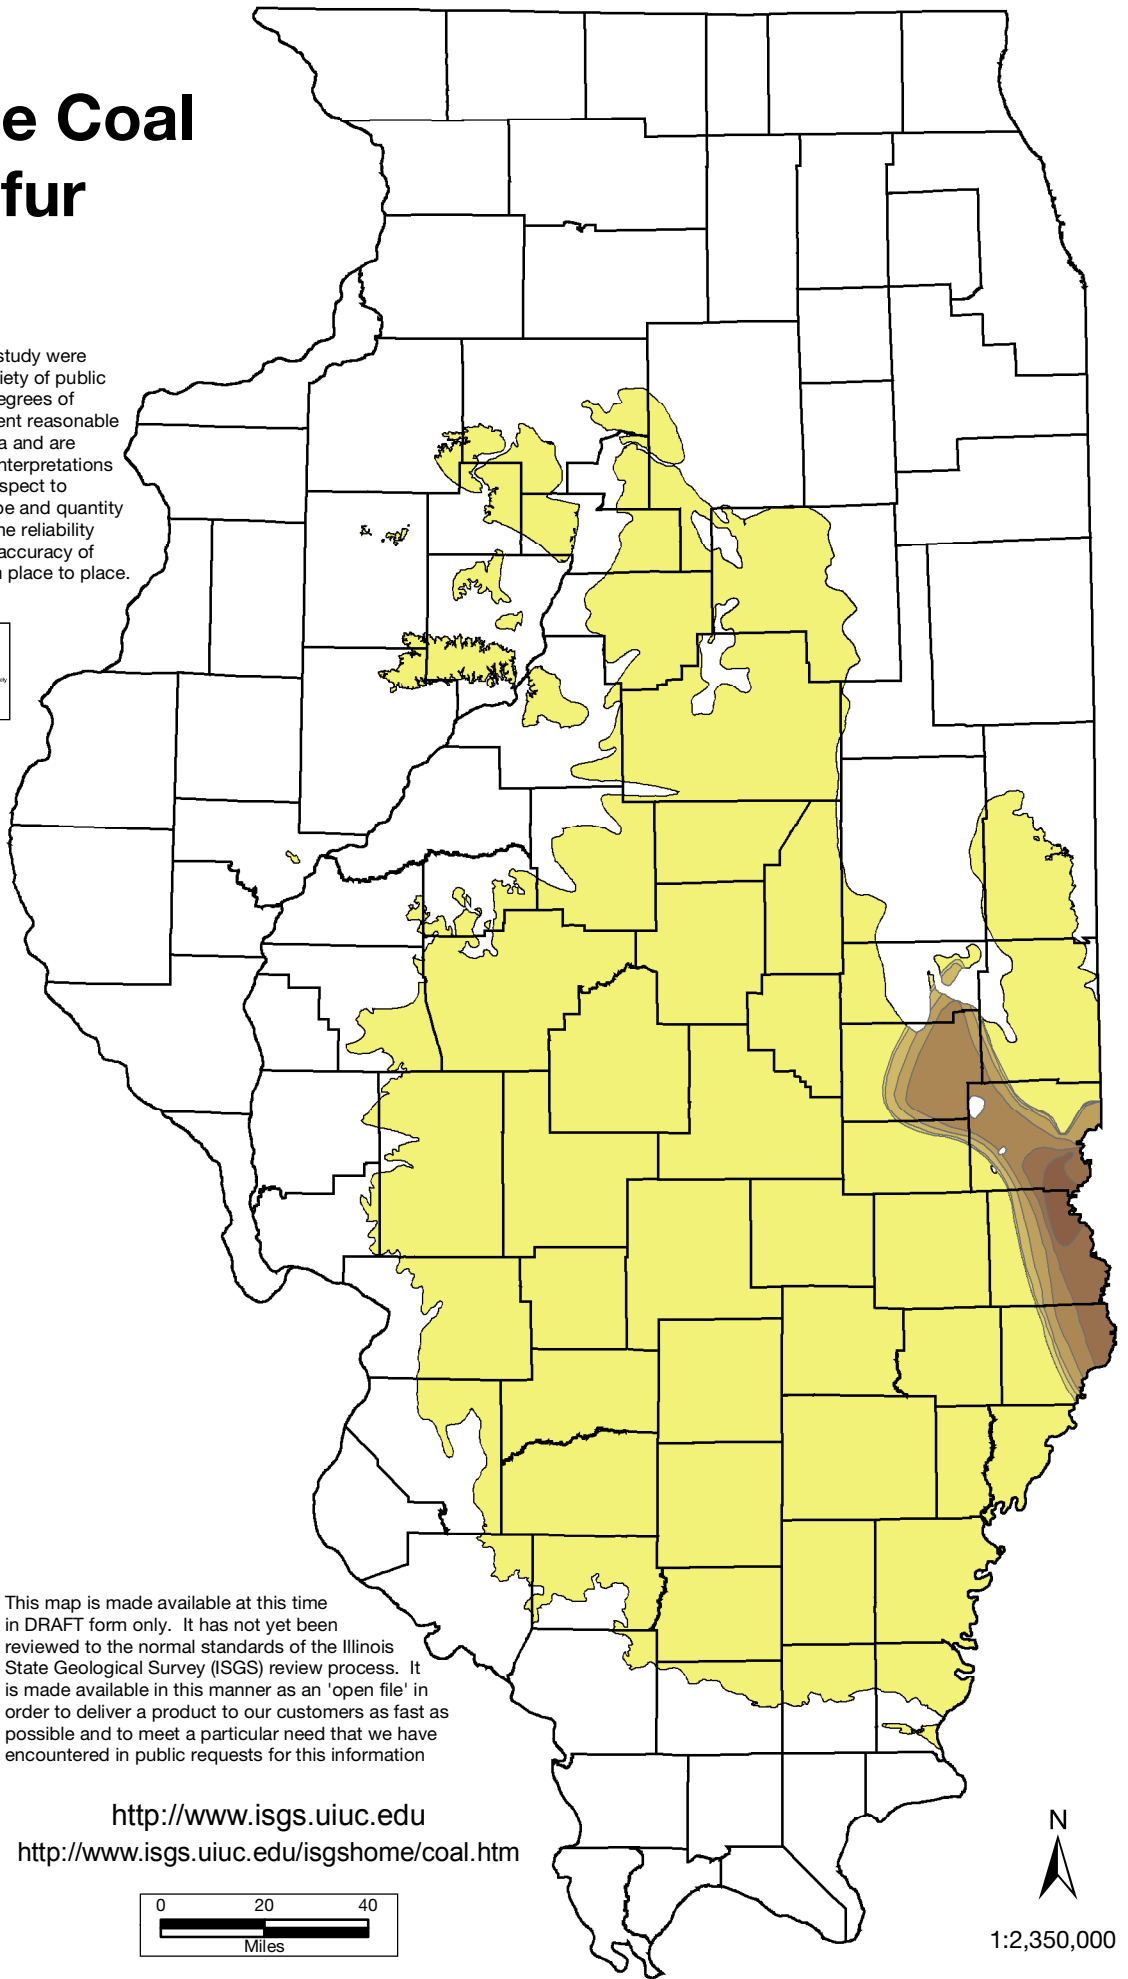 e Coal
fur
study were
iety of public
egrees of
ent reasonable
a and are
nterpretations
spect to
pe and quantity
ne reliability
accuracy of
n place to place.
This map is made available at this time
in DRAFT form only. It has not yet been
reviewed to the normal standards of the Illinois
State Geological Survey (ISGS) review process. It
is made available in this manner as an 'open file' in
order to deliver a product to our customers as fast as
possible and to meet a particular need that we have
encountered in public requests for this information
http://www.isgs.uiuc.edu
http://www.isgs.uiuc.edu/isgshome/coal.htm
0 20 40
Miles
N
1:2,350,000